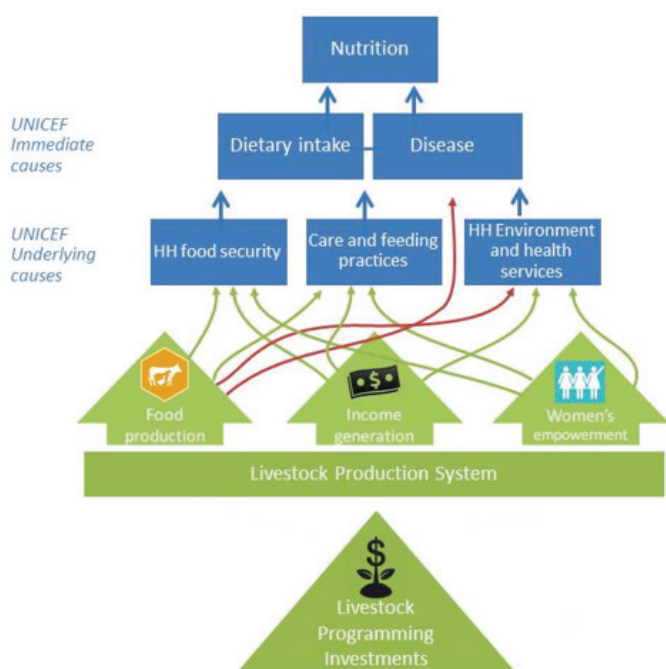 Nutrition
UNICEF
Immediate
causes
Dietary intake
Disease
UNICEF
Underlying
causes
HH food security
Care and feeding
practices
HH Environment
and health
services
$
Food
production
Income
generation
Women's
empowerment
Livestock Production System
$
Livestock
Programming
Investments